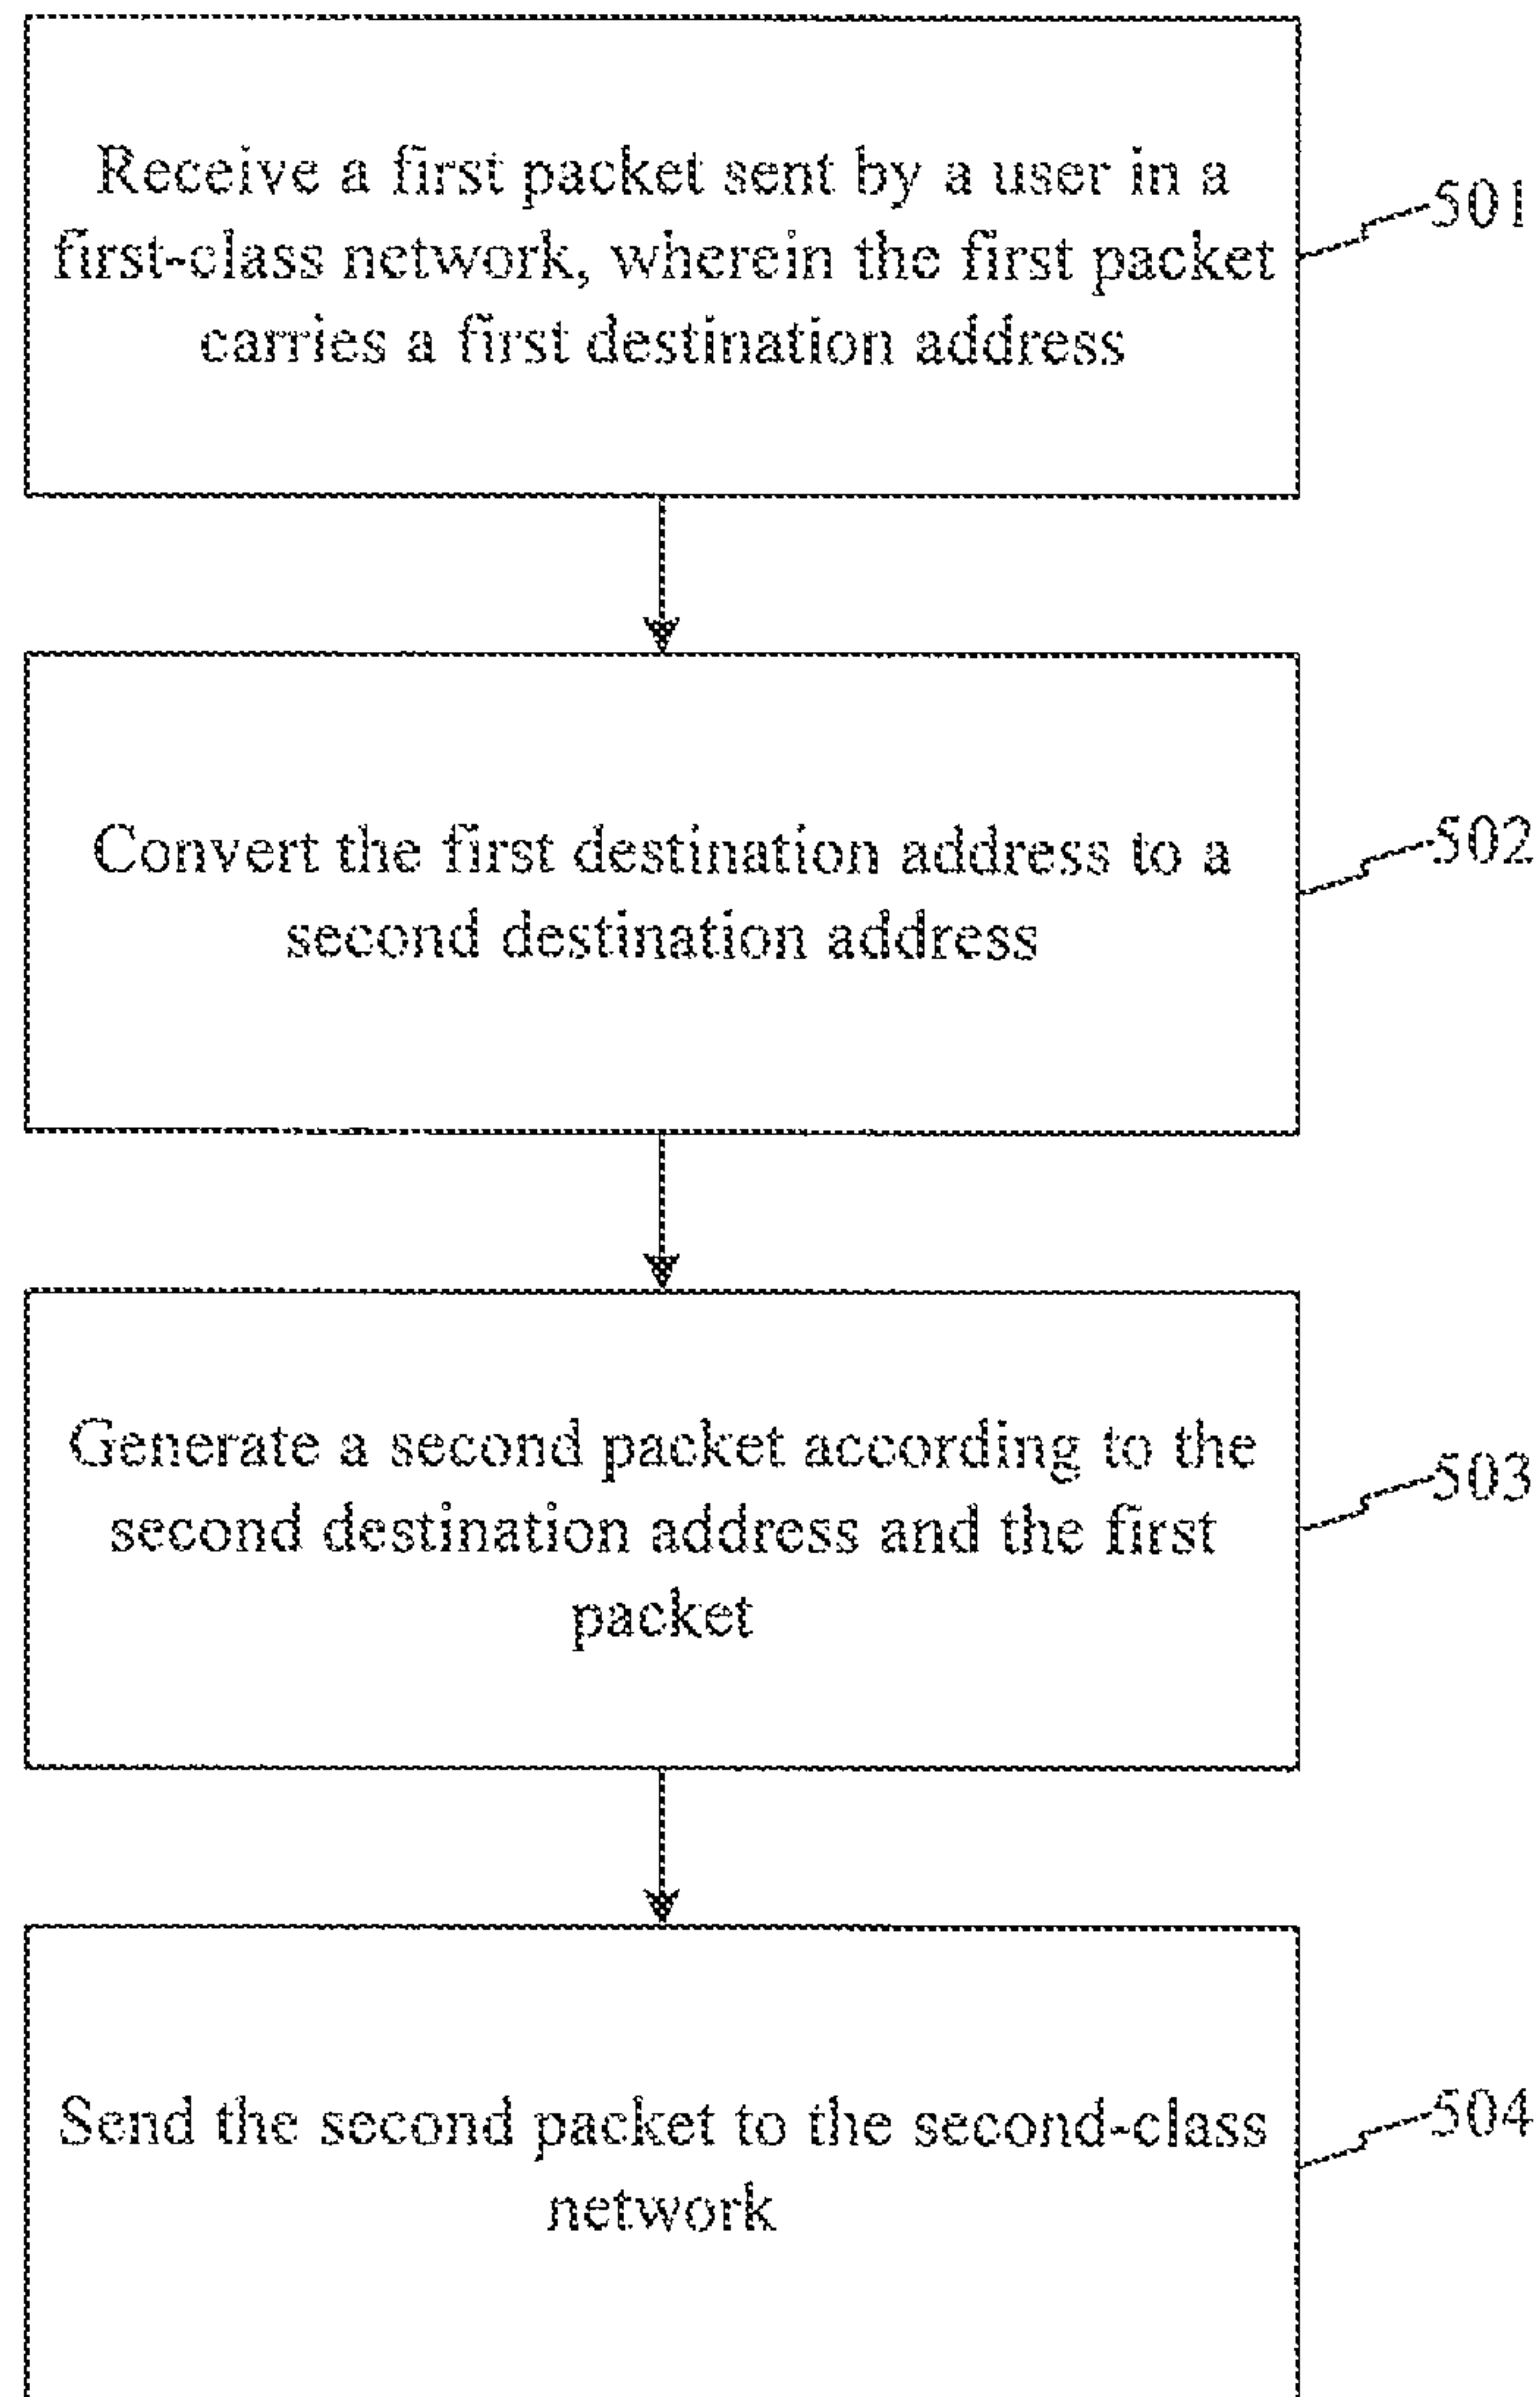 Receive a first packet sent by a user in a
first-class network, wherein the first packet
carries a first destination address
501
Convert the first destination address to a
second destination address
502
Generate a second packet according to the
second destination address and the first
packet
503
Send the second packet to the second-class
network
504